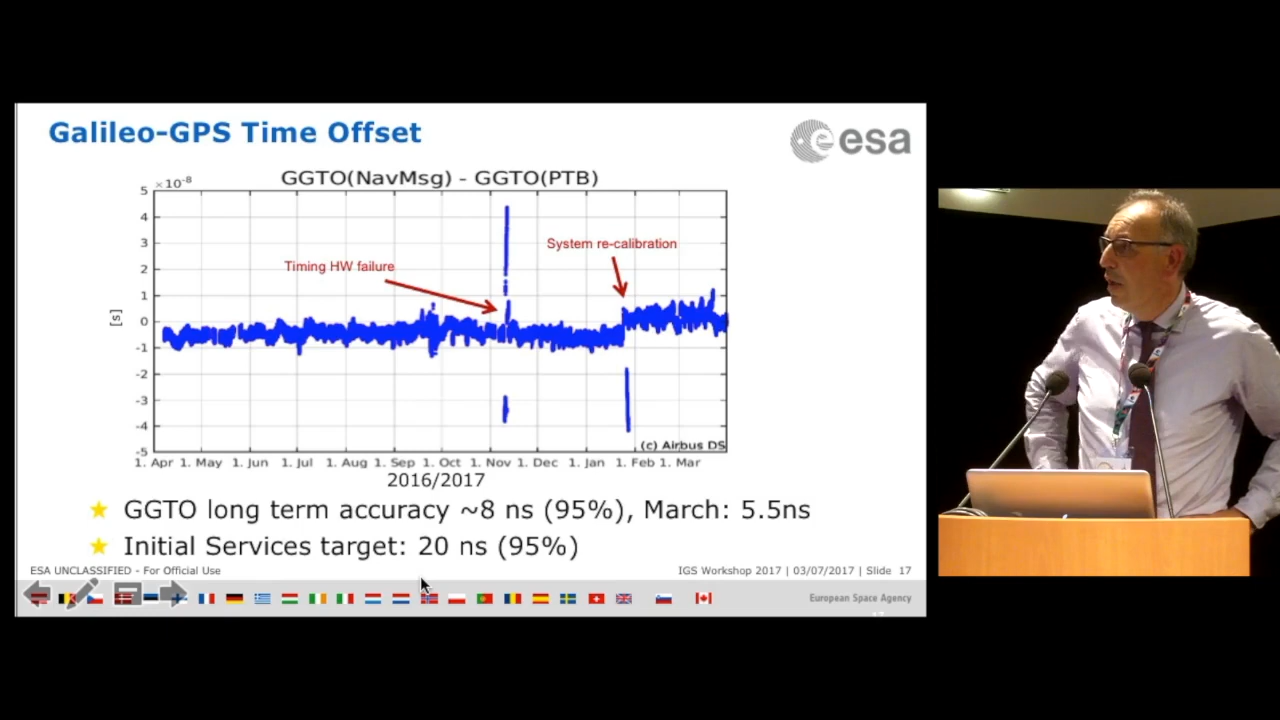 Galileo-GPS Time Offset
esa
GGTO(NavMsg) - GGTO(PTB)
×10⁻⁸
5
4
3
2
1
0
-1
-2
-3
-4
-5
[s]
Timing HW failure
System re-calibration
(c) Airbus DS
1. Apr 1. May 1. Jun 1. Jul 1. Aug 1. Sep 1. Oct 1. Nov 1. Dec 1. Jan 1. Feb 1. Mar
2016/2017
GGTO long term accuracy ~8 ns (95%), March: 5.5ns
Initial Services target: 20 ns (95%)
ESA UNCLASSIFIED - For Official Use
IGS Workshop 2017 | 03/07/2017 | Slide 17
European Space Agency
17